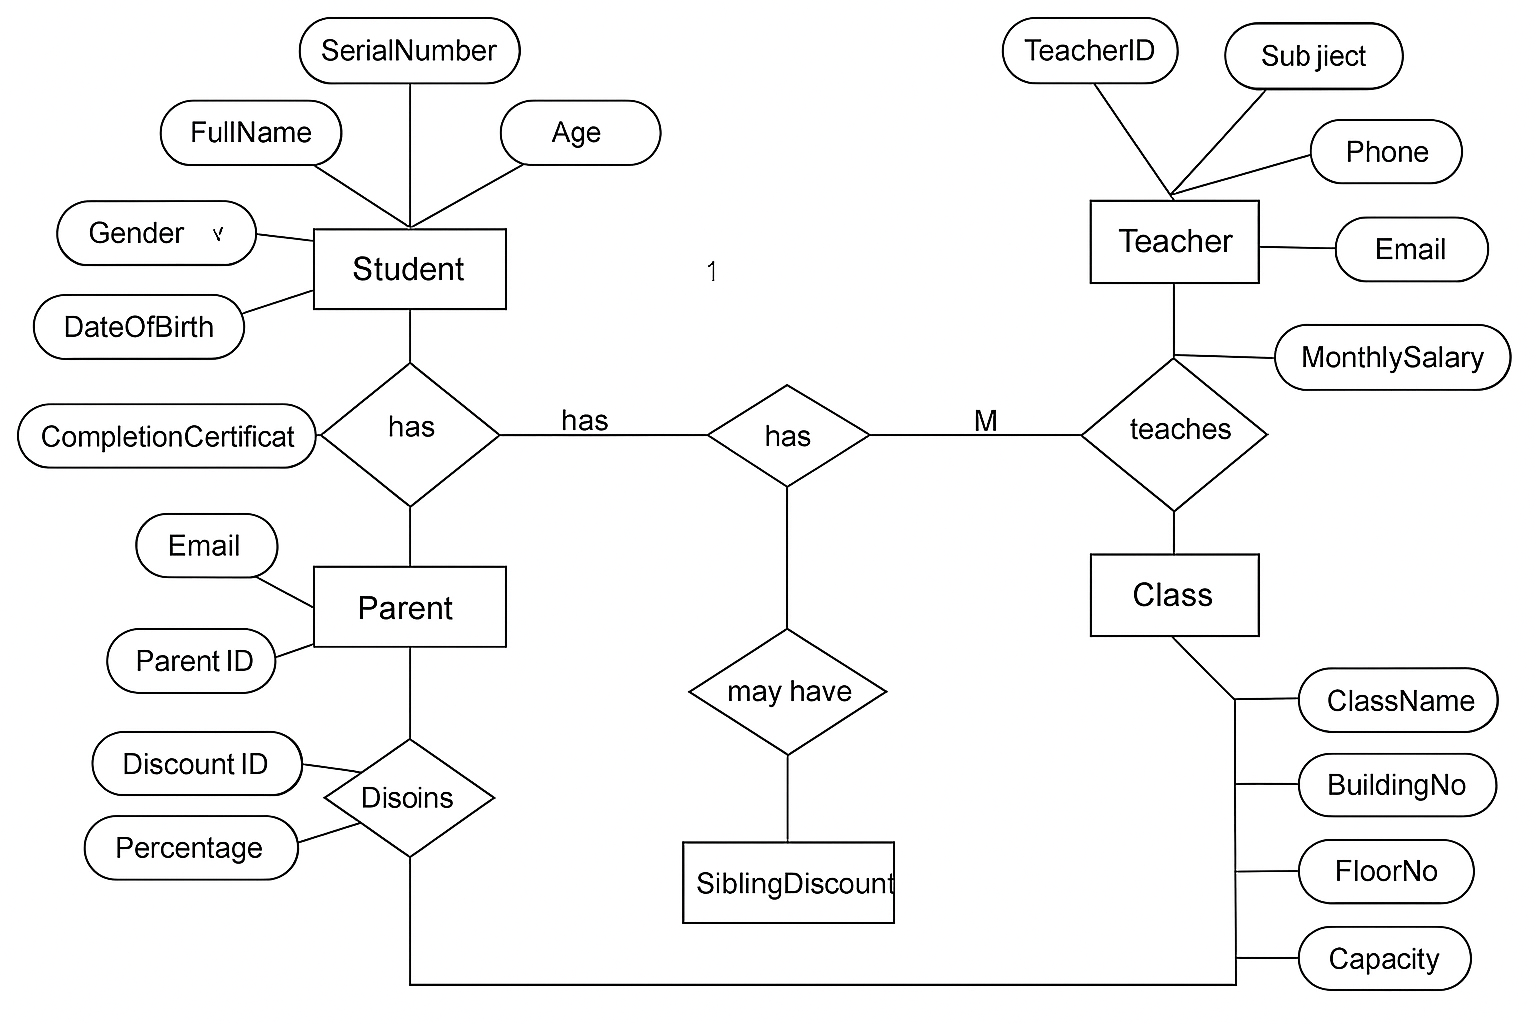 SerialNumber
TeacherID
Sub jiect
FullName
Age
Phone
Gender v
Student
1
Teacher
Email
DateOfBirth
MonthlySalary
CompletionCertificat
has
has
has
M
teaches
Email
Parent
Class
Parent ID
may have
ClassName
Discount ID
Disoins
BuildingNo
Percentage
SiblingDiscount
FloorNo
Capacity